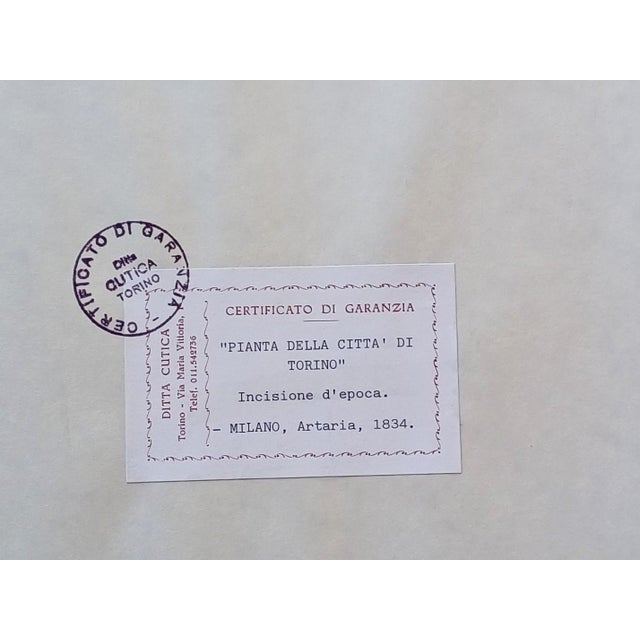 CERTIFICATO DI GARANZIA -
Ditta
CUTICA
TORINO
DITTA CUTICA
Torino - Via Maria Vittoria,
Telef. 011.542736
CERTIFICATO DI GARANZIA
"PIANTA DELLA CITTA' DI
TORINO"
Incisione d'epoca.
- MILANO, Artaria, 1834.